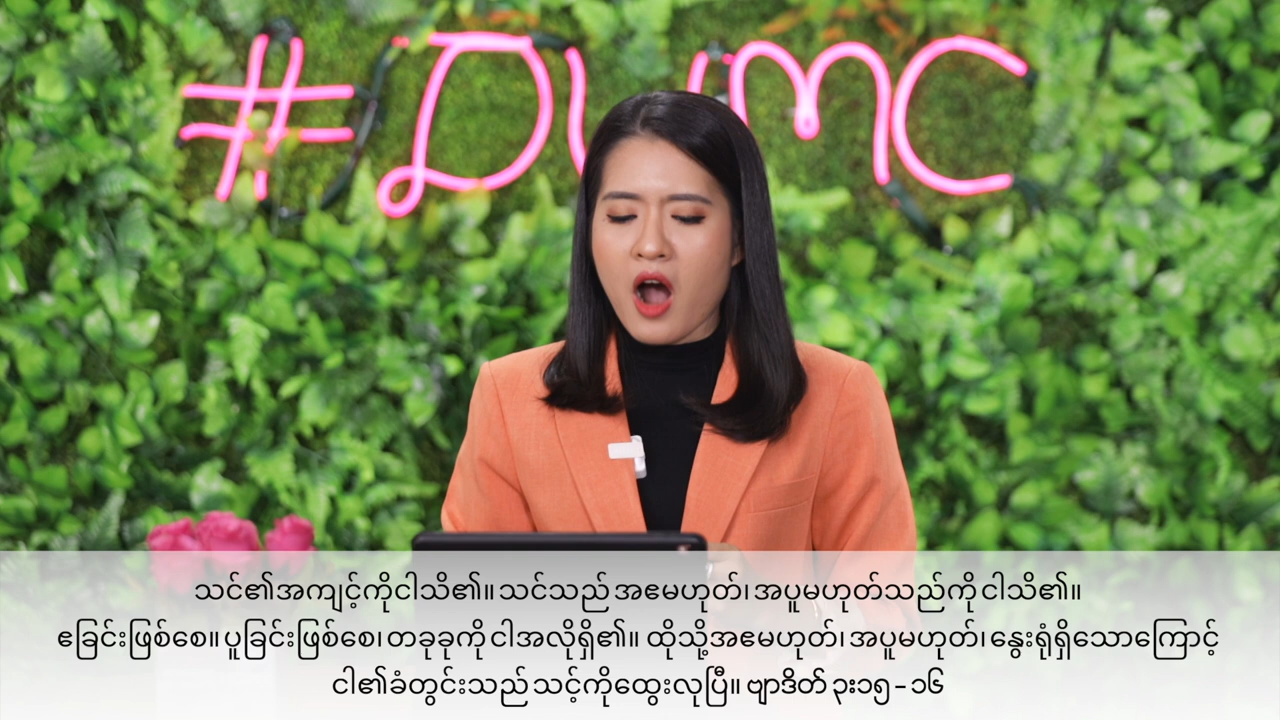 #DUMC
သင်၏အကျင့်ကိုငါသိ၏။ သင်သည် အဧမဟုတ်၊ အပူမဟုတ်သည်ကို ငါသိ၏။
ဧခြင်းဖြစ်စေ။ ပူခြင်းဖြစ်စေ၊ တခုခုကို ငါအလိုရှိ၏။ ထိုသို့အဧမဟုတ်၊ အပူမဟုတ်၊ နွေးရုံရှိသောကြောင့်
ငါ၏ခံတွင်းသည် သင့်ကိုထွေးလုပြီ။ ဗျာဒိတ် ၃း၁၅ – ၁၆